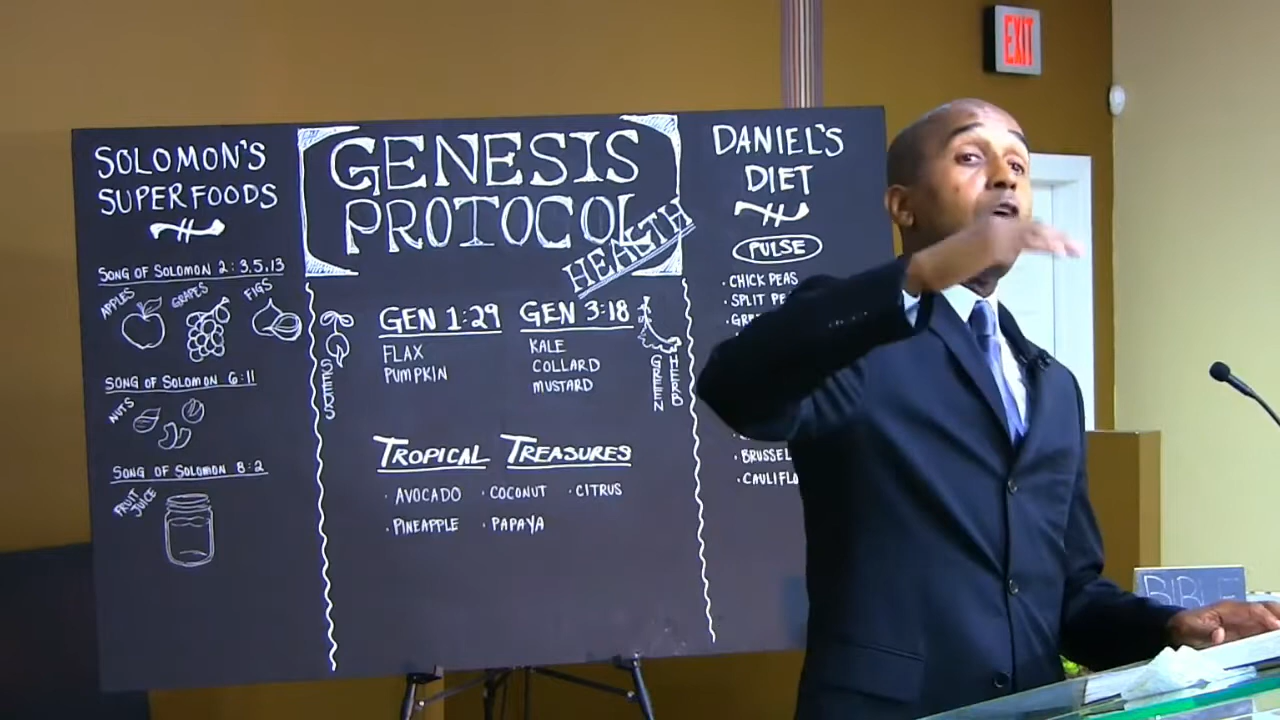 EXIT
SOLOMON'S
SUPERFOODS
SONG OF SOLOMON 2:3,5,13
APPLES
GRAPES
FIGS
SONG OF SOLOMON 6:11
NUTS
SONG OF SOLOMON 8:2
FRUIT
JUICE
GENESIS
PROTOCOL
HEALTH
GEN 1:29
FLAX
PUMPKIN
SEEDS
GEN 3:18
KALE
COLLARD
MUSTARD
GREEN
HERB
TROPICAL TREASURES
· AVOCADO · COCONUT · CITRUS
· PINEAPPLE · PAPAYA
DANIEL'S
DIET
PULSE
· CHICK PEAS
· SPLIT
· BRUSSEL
BIBLE